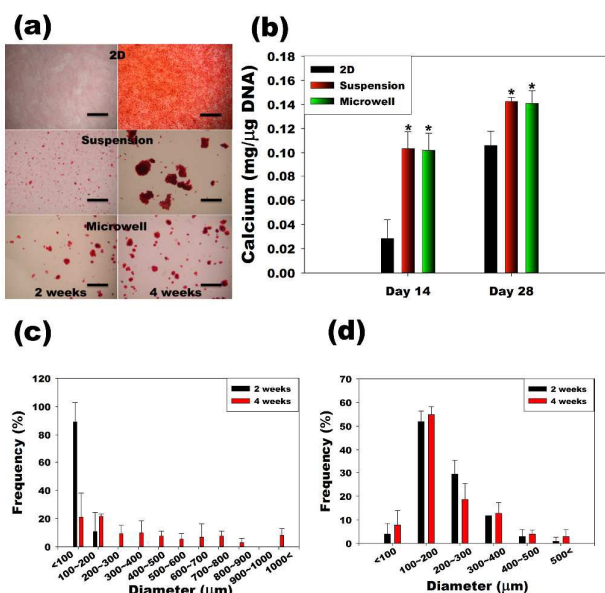 (a)
2D
Suspension
Microwell
2 weeks
4 weeks
(b)
Calcium (mg/μg DNA)
0.18
0.16
0.14
0.12
0.10
0.08
0.06
0.04
0.02
0.00
2D
Suspension
Microwell
* *
* *
Day 14
Day 28
(c)
Frequency (%)
120
100
80
60
40
20
0
2 weeks
4 weeks
<100
100~200
200~300
300~400
400~500
500~600
600~700
700~800
800~900
900~1000
1000<
Diameter (μm)
(d)
Frequency (%)
70
60
50
40
30
20
10
0
2 weeks
4 weeks
<100
100~200
200~300
300~400
400~500
500<
Diameter (μm)